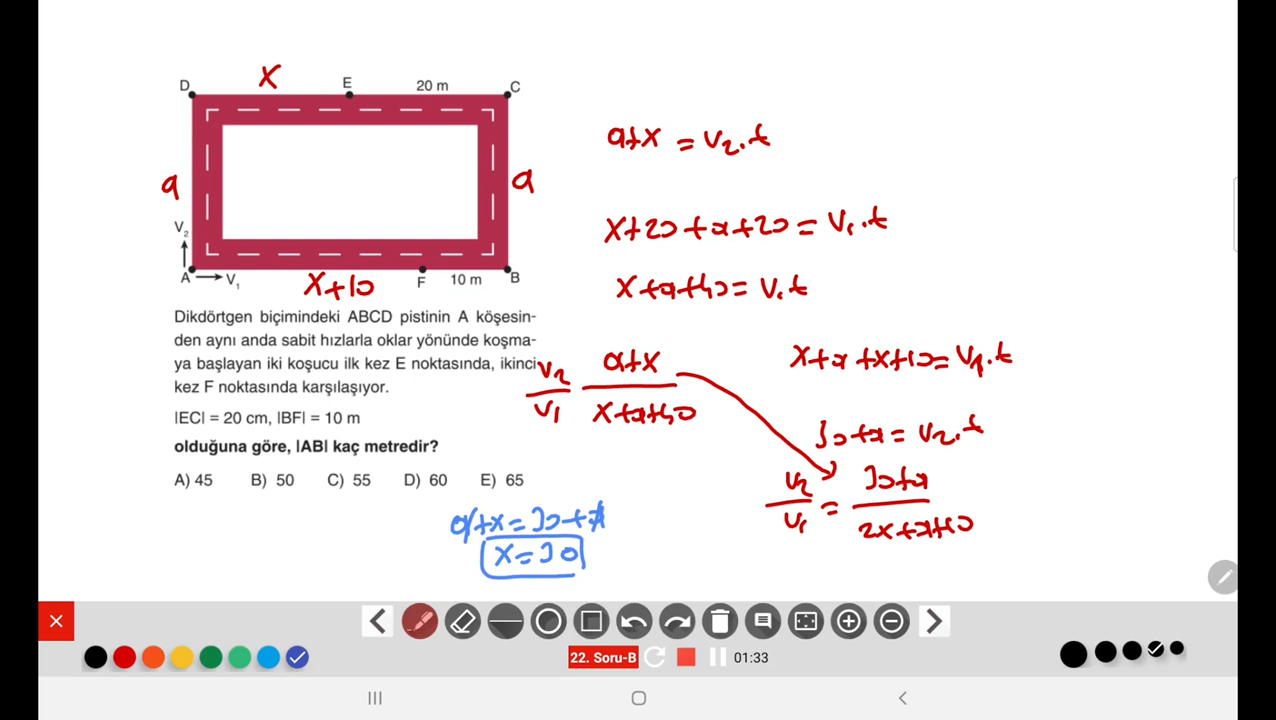 x
D E 20 m C
a a
V₂
A V₁ x+10 F 10 m B
Dikdörtgen biçimindeki ABCD pistinin A köşesin-
den aynı anda sabit hızlarla oklar yönünde koşma-
ya başlayan iki koşucu ilk kez E noktasında, ikinci
kez F noktasında karşılaşıyor.
|EC| = 20 cm, |BF| = 10 m
olduğuna göre, |AB| kaç metredir?
A) 45 B) 50 C) 55 D) 60 E) 65
a+x = V₂.t
x+20+a+20 = V₁.t
x+a+40 = V₁t
V₂/V₁ a+x/x+a+40
x+a+x+10 = V₁.t
30+a = V₂.t
V₂/V₁ = 30+a/2x+a+10
a+x = 30+a
x = 30
22. Soru-B 01:33